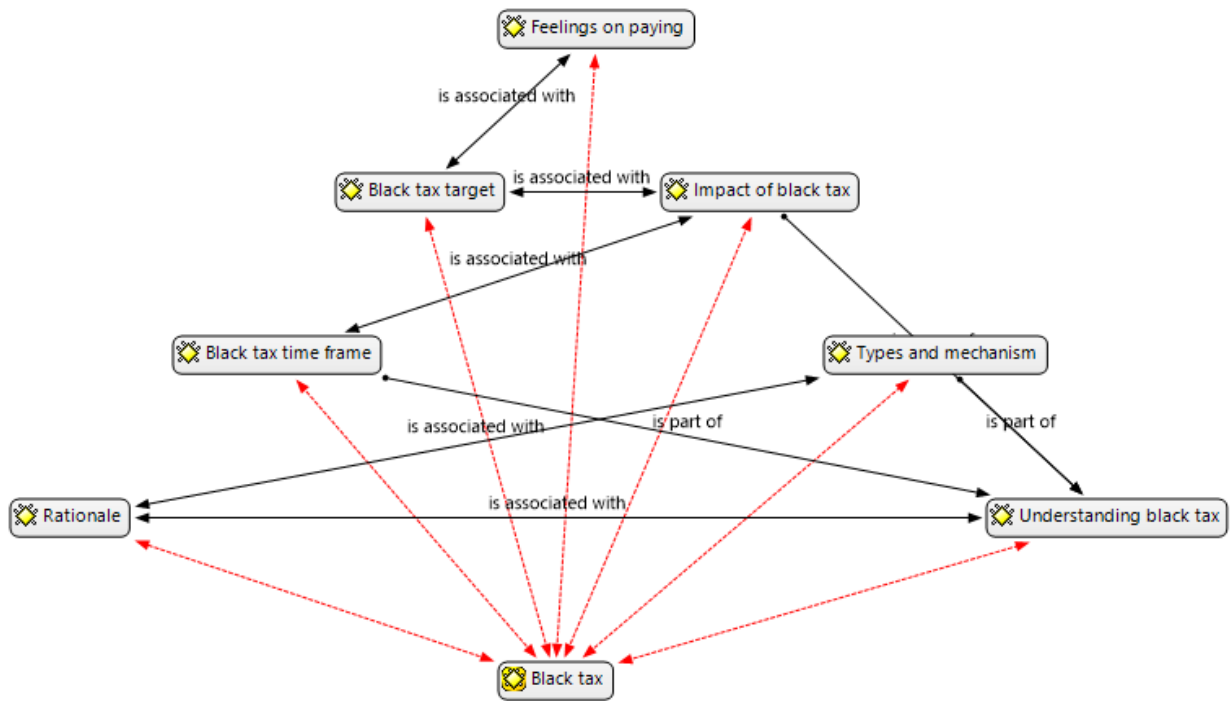 Feelings on paying
is associated with
Black tax target
is associated with
Impact of black tax
is associated with
Black tax time frame
Types and mechanism
is associated with
is part of
is part of
Rationale
is associated with
Understanding black tax
Black tax